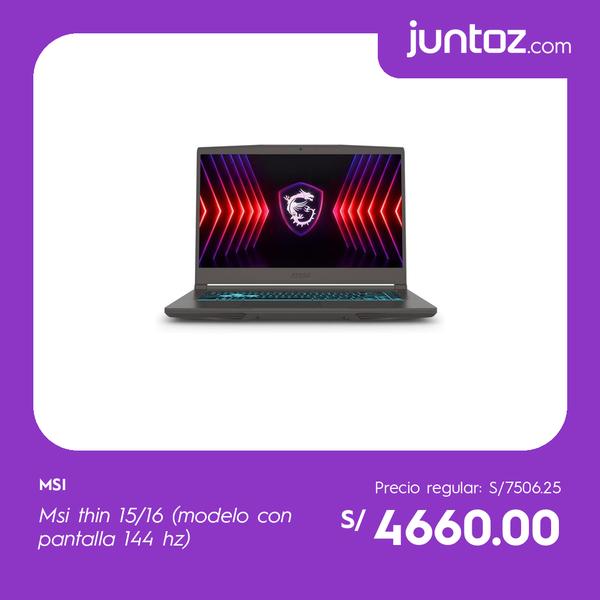 juntoz.com
MSI
Msi thin 15/16 (modelo con
pantalla 144 hz)
Precio regular: S/7506.25
S/ 4660.00